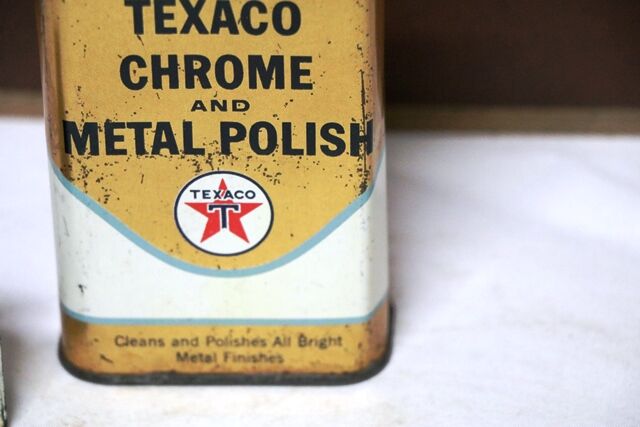 TEXACO
CHROME
AND
METAL POLISH
TEXACO
T
Cleans and Polishes All Bright
Metal Finishes